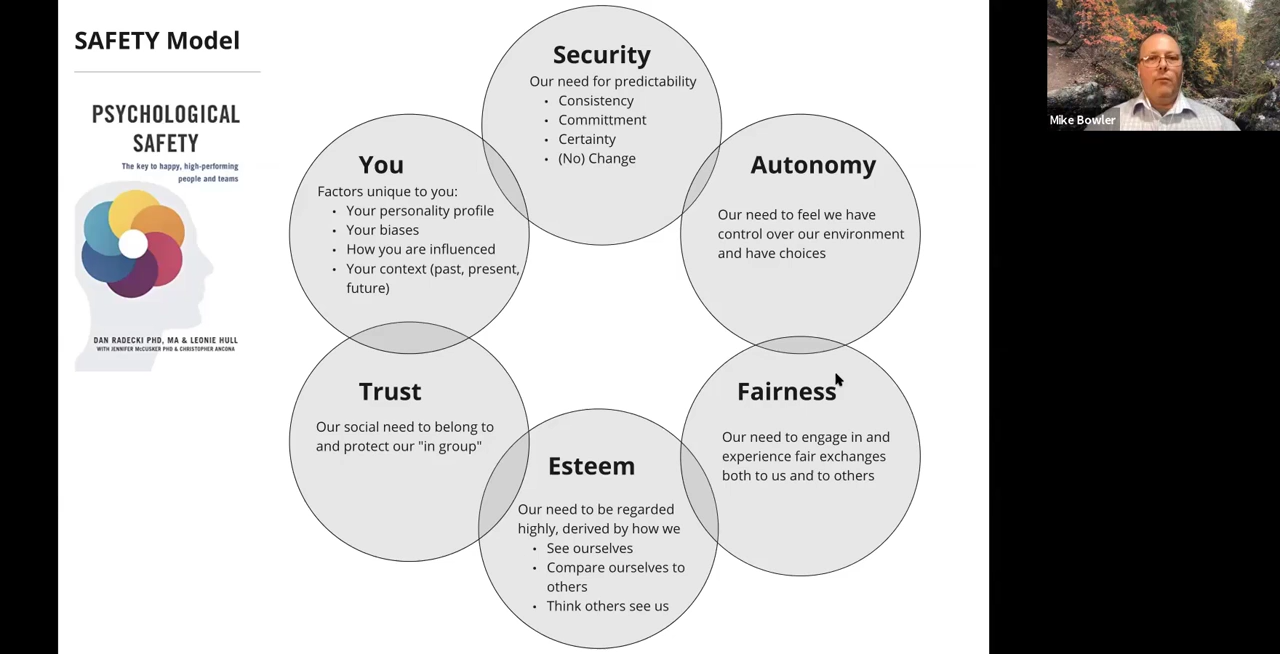 SAFETY Model
PSYCHOLOGICAL
SAFETY
The key to happy, high-performing
people and teams
DAN RADECKI PHD, MA & LEONIE HULL
WITH JENNIFER McCUSKER PHD & CHRISTOPHER ANCONA
Security
Our need for predictability
• Consistency
• Committment
• Certainty
• (No) Change
Autonomy
Our need to feel we have
control over our environment
and have choices
Fairness
Our need to engage in and
experience fair exchanges
both to us and to others
Esteem
Our need to be regarded
highly, derived by how we
• See ourselves
• Compare ourselves to
others
• Think others see us
Trust
Our social need to belong to
and protect our "in group"
You
Factors unique to you:
• Your personality profile
• Your biases
• How you are influenced
• Your context (past, present,
future)
Mike Bowler